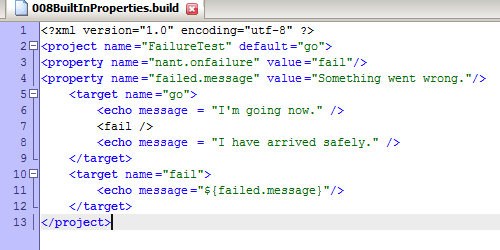 008BuiltInProperties.build
1 <?xml version="1.0" encoding="utf-8" ?>
2 <project name="FailureTest" default="go">
3 <property name="nant.onfailure" value="fail"/>
4 <property name="failed.message" value="Something went wrong."/>
5 <target name="go">
6 <echo message = "I'm going now." />
7 <fail />
8 <echo message = "I have arrived safely." />
9 </target>
10 <target name="fail">
11 <echo message="${failed.message}"/>
12 </target>
13 </project>